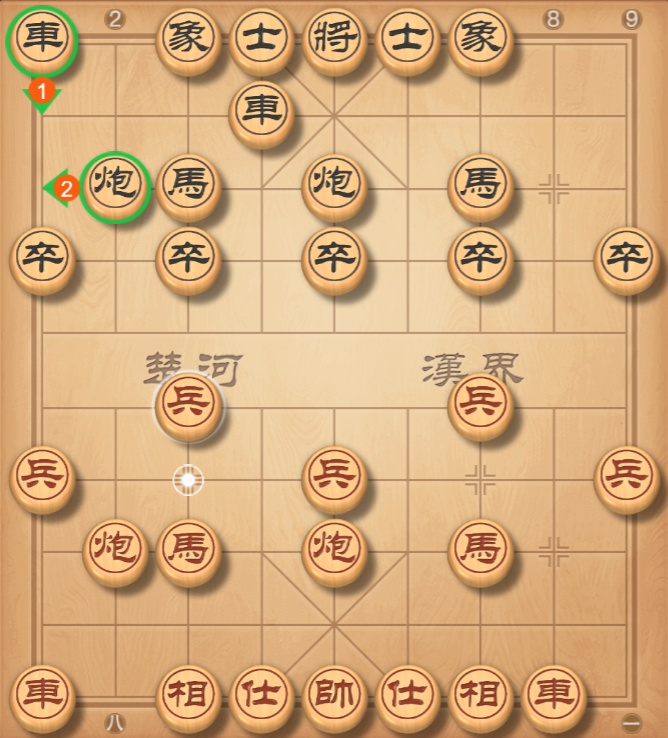 車 2 象 士 將 士 象 8 9
1
車
2 炮 馬 炮 馬
卒 卒 卒 卒 卒
楚河 漢界
兵 兵
兵 兵 兵
炮 馬 炮 馬
車 八 相 仕 帥 仕 相 車 一